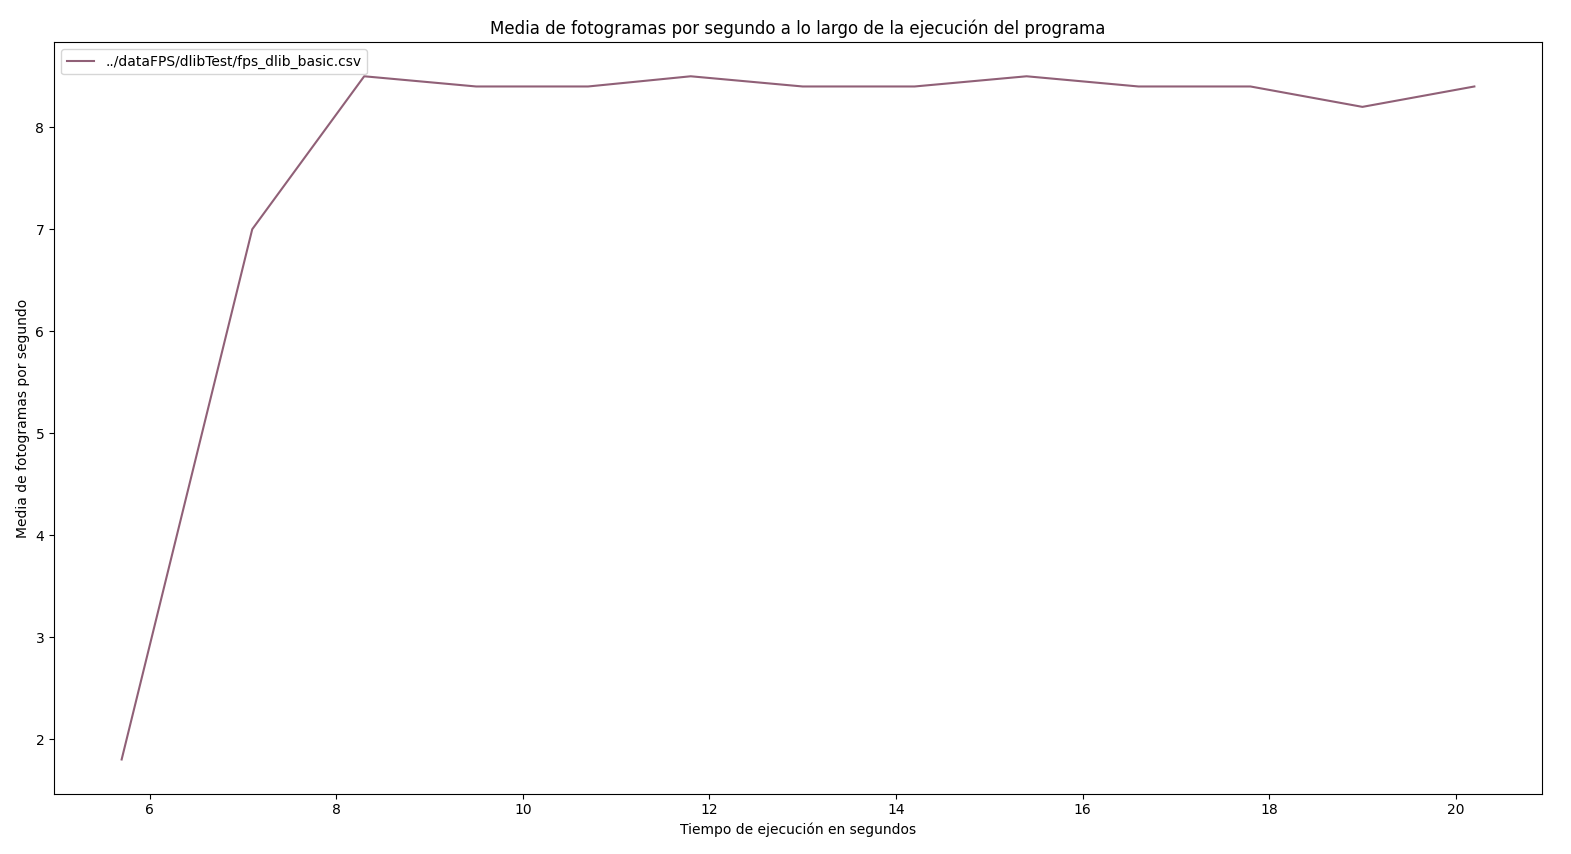 Media de fotogramas por segundo a lo largo de la ejecución del programa
../dataFPS/dlibTest/fps_dlib_basic.csv
Media de fotogramas por segundo
8
7
6
5
4
3
2
6 8 10 12 14 16 18 20
Tiempo de ejecución en segundos